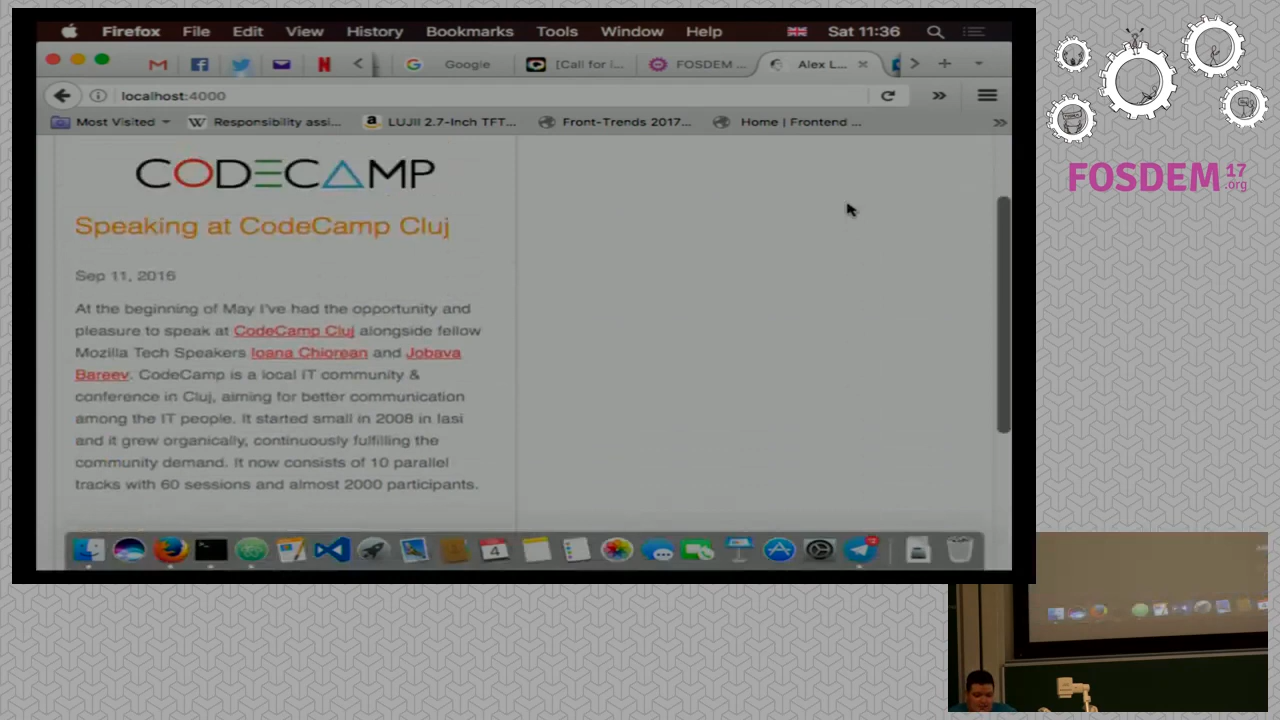 Firefox File Edit View History Bookmarks Tools Window Help Sat 11:36
Google [Call for l... FOSDEM ... Alex L...
localhost:4000
Most Visited Responsibility assi... LUJII 2.7-Inch TFT... Front-Trends 2017... Home | Frontend ...
CODECAMP
Speaking at CodeCamp Cluj
Sep 11, 2016
At the beginning of May I've had the opportunity and
pleasure to speak at CodeCamp Cluj alongside fellow
Mozilla Tech Speakers Ioana Chiorean and Jobava
Bareev. CodeCamp is a local IT community &
conference in Cluj, aiming for better communication
among the IT people. It started small in 2008 in Iasi
and it grew organically, continuously fulfilling the
community demand. It now consists of 10 parallel
tracks with 60 sessions and almost 2000 participants.
4
FOSDEM 17
.org